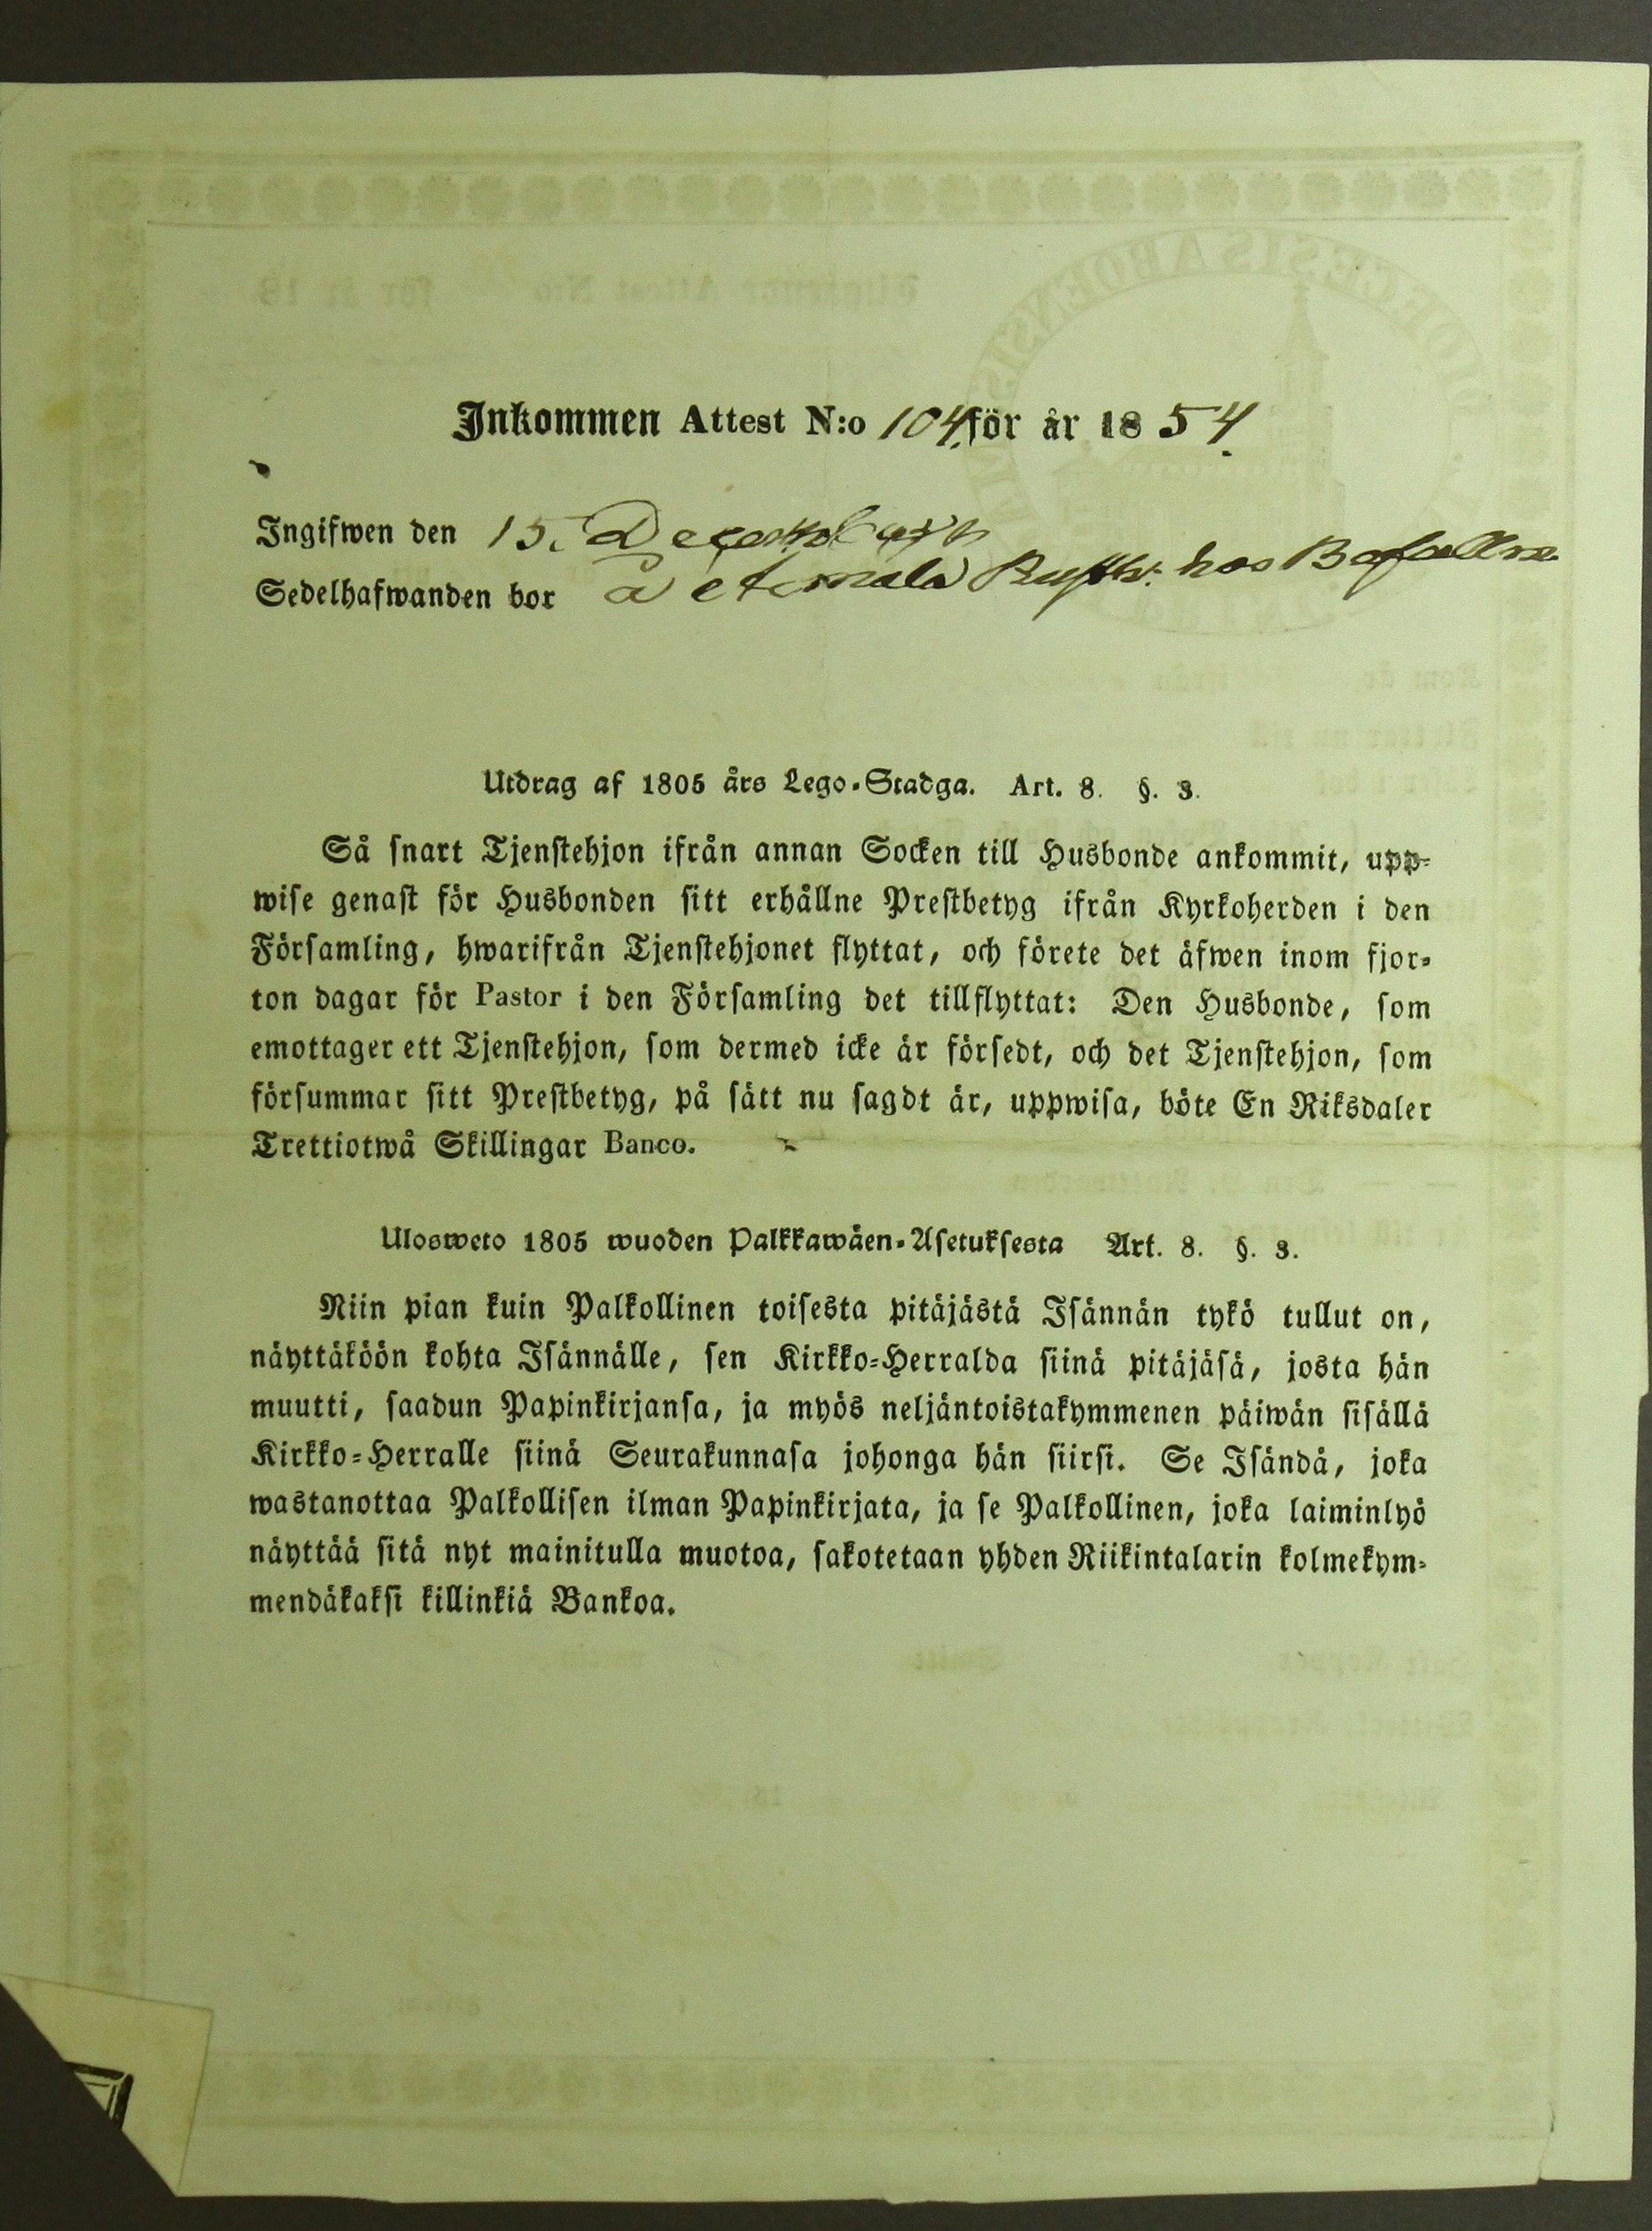 Inkommen Attest N:o 104. för år 1854.
Ingifwen den 15. December
Sedelhafwanden bor å hos
Utdrag af 1805 års Lego-Stadga. Art. 8. §. 3.
Så snart Tjenstehjon ifrån annan Socken till Husbonde ankommit, upp-
wise genast för Husbonden sitt erhållne Prestbetyg ifrån Kyrkoherden i den
Församling, hwarifrån Tjenstehjonet flyttat, och förete det äfwen inom fjor-
ton dagar för Pastor i den Församling det tillflyttat: Den Husbonde, som
emottager ett Tjenstehjon, som dermed icke är försedt, och det Tjenstehjon, som
försummar sitt Prestbetyg, på sätt nu sagdt är, uppwisa, böte En Riksdaler
Trettiotwå Skillingar Banco.
Ulosweto 1805 wuoden Palkkawäen-Asetuksesta Art. 8. §. 3.
Niin pian kuin Palkollinen toisesta pitäjästä Isännän tykö tullut on,
näyttäköön kohta Isännälle, sen Kirkko-Herralda siinä pitäjäsä, josta hän
muutti, saadun Papinkirjansa, ja myös neljäntoistakymmenen päiwän sisällä
Kirkko-Herralle siinä Seurakunnasa johonga hän siirsi. Se Isändä, joka
wastanottaa Palkollisen ilman Papinkirjata, ja se Palkollinen, joka laiminlyö
näyttää sitä nyt mainitulla muotoa, sakotetaan yhden Riikintalarin kolmekym-
mendäkaksi killinkiä Bankoa.